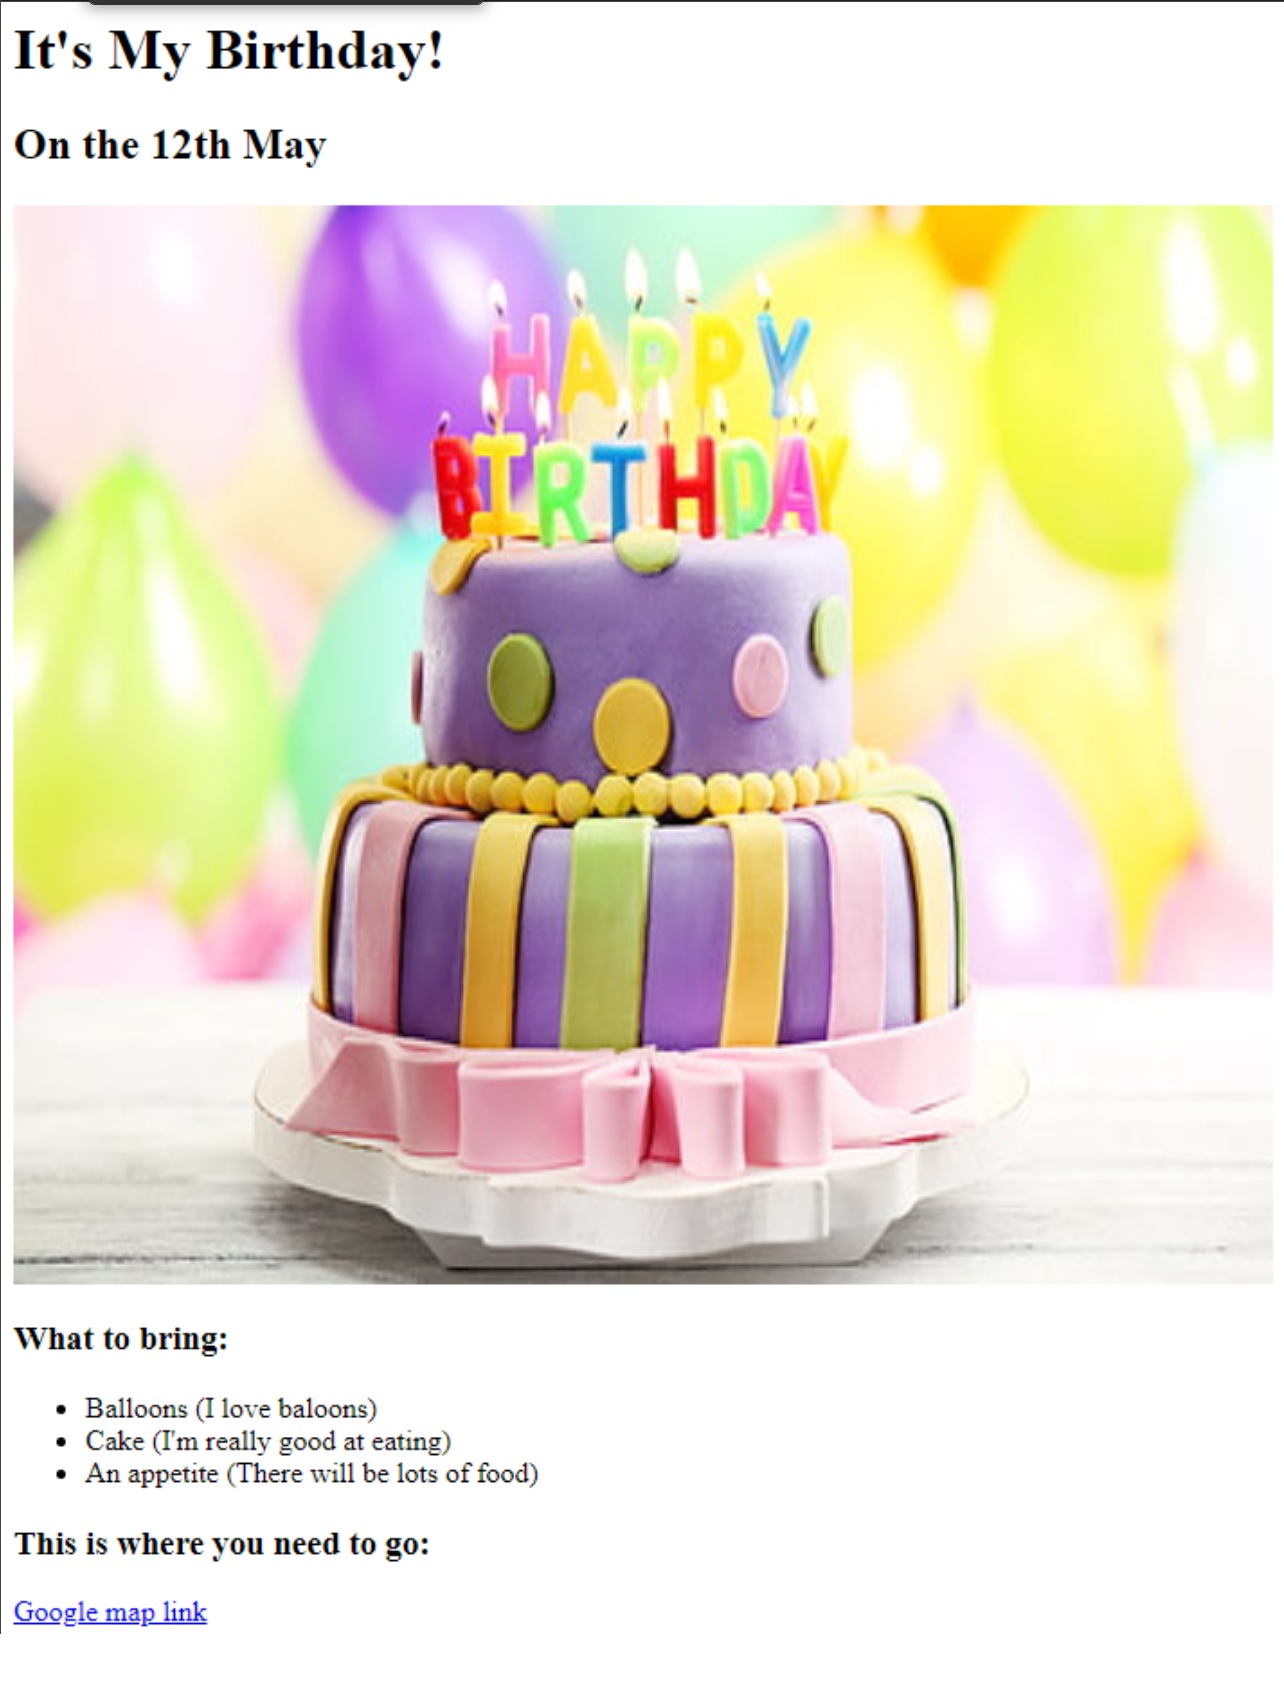 It's My Birthday!
On the 12th May
HAPPY
BIRTHDAY
What to bring:
Balloons (I love baloons)
Cake (I'm really good at eating)
An appetite (There will be lots of food)
This is where you need to go:
Google map link